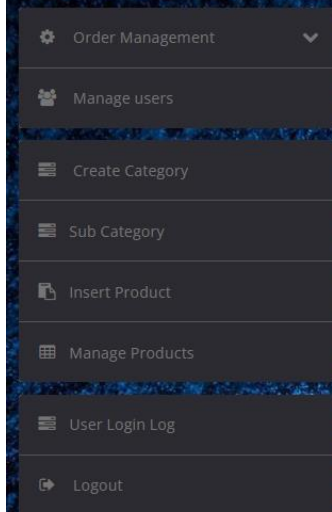 Order Management
Manage users
Create Category
Sub Category
Insert Product
Manage Products
User Login Log
Logout